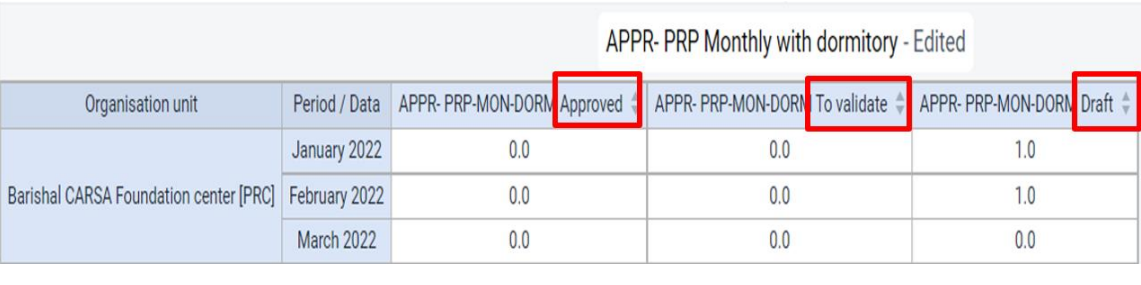 APPR- PRP Monthly with dormitory - Edited
Organisation unit Period / Data APPR- PRP-MON-DORM Approved APPR- PRP-MON-DORM To validate APPR- PRP-MON-DORM Draft
January 2022 0.0 0.0 1.0
Barishal CARSA Foundation center [PRC] February 2022 0.0 0.0 1.0
March 2022 0.0 0.0 0.0